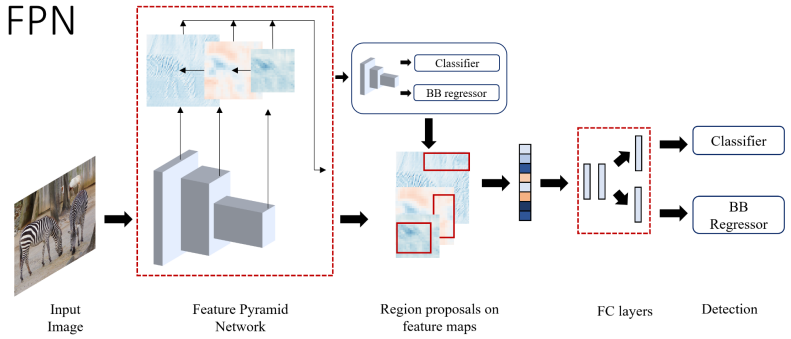 FPN
Classifier
BB regressor
Classifier
BB
Regressor
Input
Image
Feature Pyramid
Network
Region proposals on
feature maps
FC layers
Detection